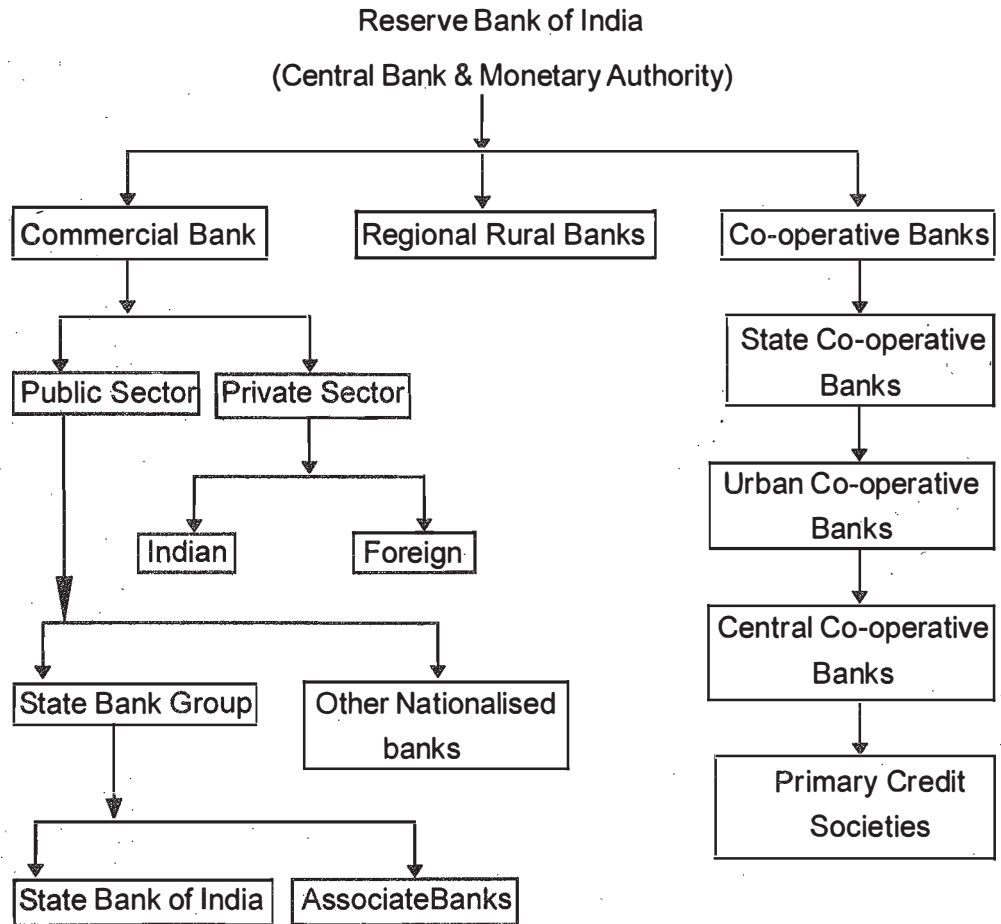 Reserve Bank of India
(Central Bank & Monetary Authority)
Commercial Bank
Regional Rural Banks
Co-operative Banks
State Co-operative
Banks
Public Sector
Private Sector
Urban Co-operative
Banks
Indian
Foreign
Central Co-operative
Banks
State Bank Group
Other Nationalised
banks
Primary Credit
Societies
State Bank of India
AssociateBanks